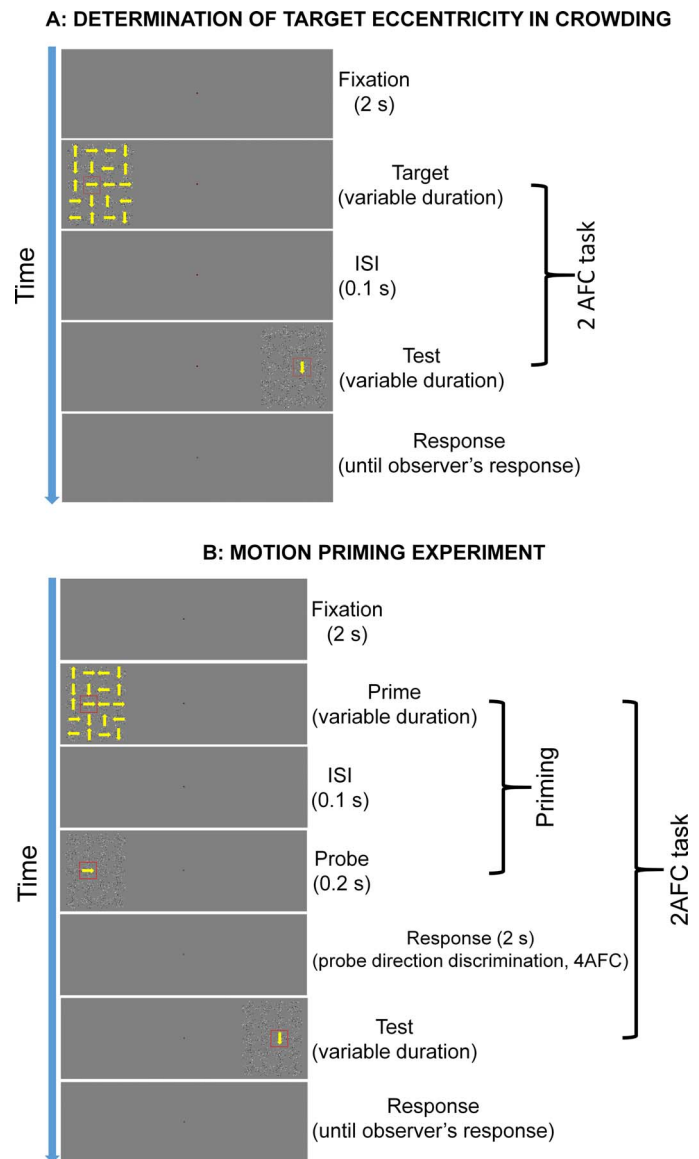 A: DETERMINATION OF TARGET ECCENTRICITY IN CROWDING
Time
Fixation
(2 s)
Target
(variable duration)
ISI
(0.1 s)
Test
(variable duration)
Response
(until observer's response)
2 AFC task
B: MOTION PRIMING EXPERIMENT
Time
Fixation
(2 s)
Prime
(variable duration)
ISI
(0.1 s)
Probe
(0.2 s)
Priming
Response (2 s)
(probe direction discrimination, 4AFC)
Test
(variable duration)
Response
(until observer's response)
2AFC task